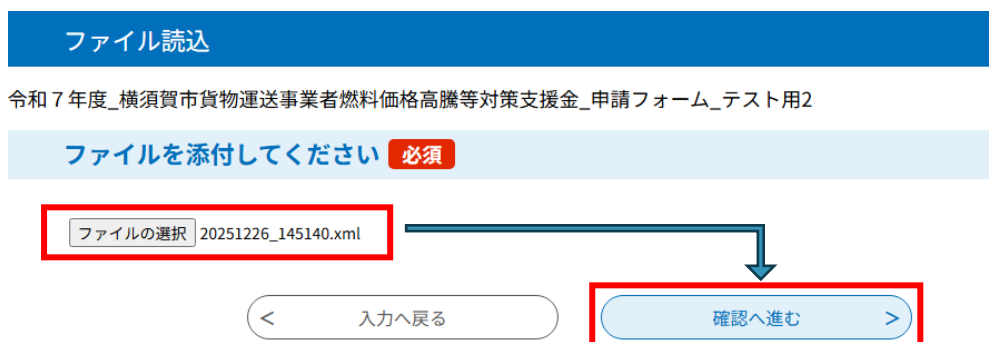 ファイル読込
令和７年度_横須賀市貨物運送事業者燃料価格高騰等対策支援金_申請フォーム_テスト用2
ファイルを添付してください 必須
ファイルの選択 20251226_145140.xml
< 入力へ戻る 確認へ進む >